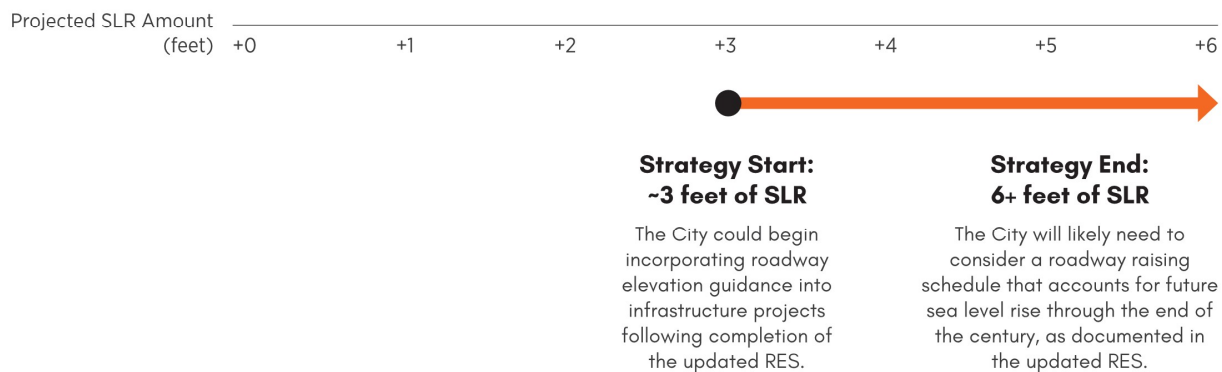 Projected SLR Amount
(feet) +0 +1 +2 +3 +4 +5 +6
Strategy Start:
~3 feet of SLR
The City could begin
incorporating roadway
elevation guidance into
infrastructure projects
following completion of
the updated RES.
Strategy End:
6+ feet of SLR
The City will likely need to
consider a roadway raising
schedule that accounts for future
sea level rise through the end of
the century, as documented in
the updated RES.